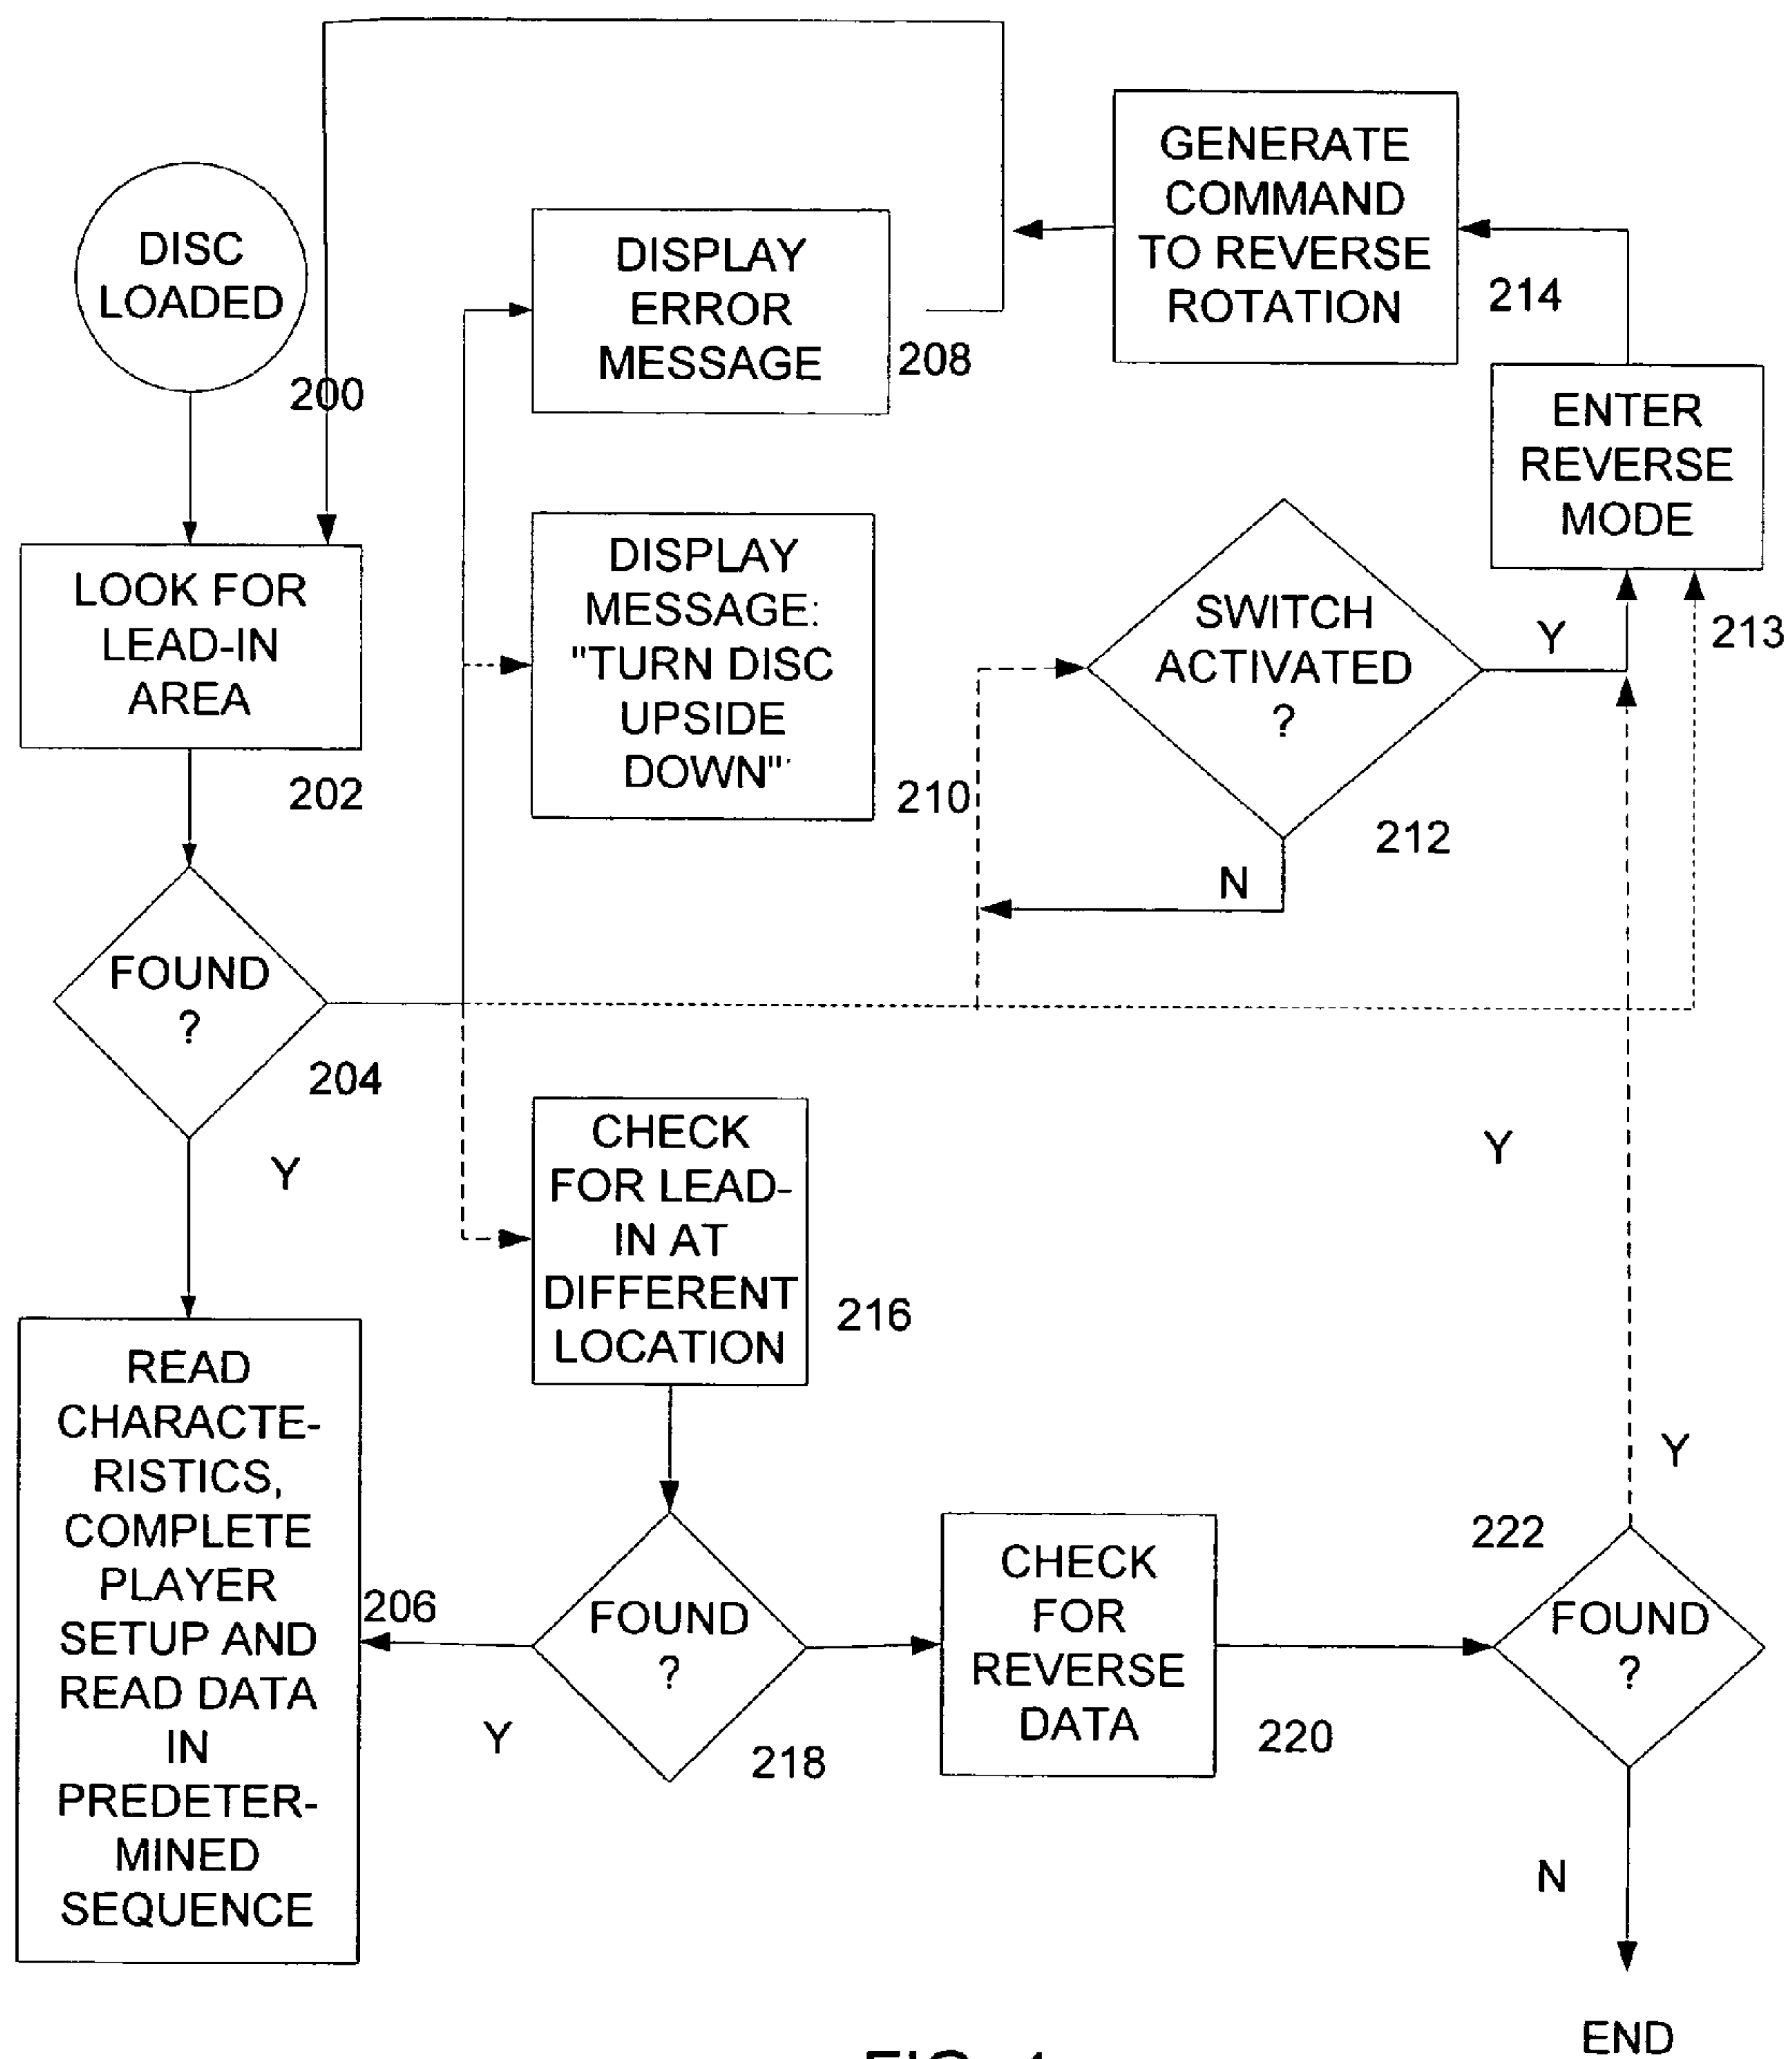 DISC
LOADED
200
LOOK FOR
LEAD-IN
AREA
202
FOUND
?
204
Y
READ
CHARACTE-
RISTICS,
COMPLETE
PLAYER
SETUP AND
READ DATA
IN
PREDETER-
MINED
SEQUENCE
206
DISPLAY
ERROR
MESSAGE
208
DISPLAY
MESSAGE:
"TURN DISC
UPSIDE
DOWN"
210
GENERATE
COMMAND
TO REVERSE
ROTATION
214
ENTER
REVERSE
MODE
213
SWITCH
ACTIVATED
?
212
Y
N
CHECK
FOR LEAD-
IN AT
DIFFERENT
LOCATION
216
FOUND
?
218
Y
CHECK
FOR
REVERSE
DATA
220
Y
Y
222
FOUND
?
N
END